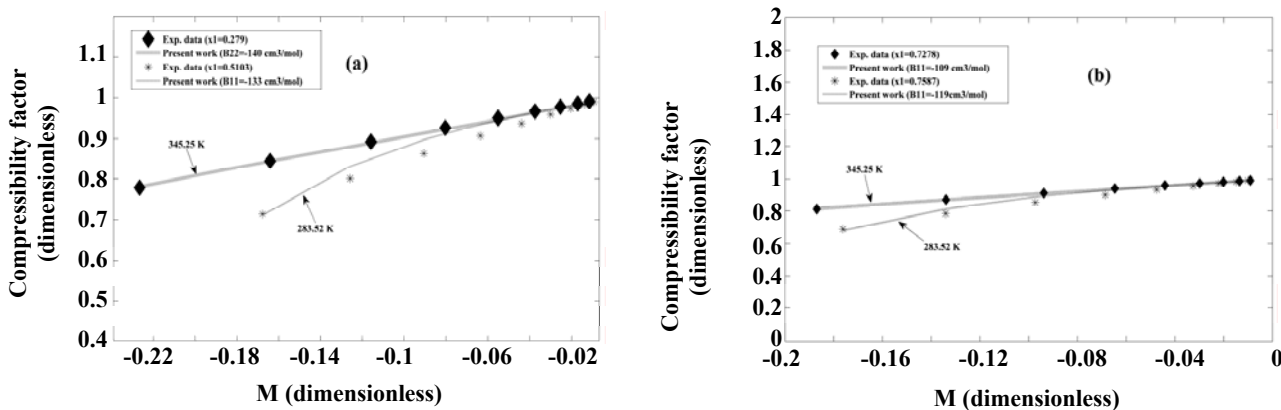 Compressibility factor
(dimensionless)
1.1
1
0.9
0.8
0.7
0.6
0.5
0.4
Exp. data (x1=0.279)
Present work (B22=-140 cm3/mol)
Exp. data (x1=0.5103)
Present work (B11=-133 cm3/mol)
(a)
345.25 K
283.52 K
-0.22 -0.18 -0.14 -0.1 -0.06 -0.02
M (dimensionless)
Compressibility factor
(dimensionless)
2
1.8
1.6
1.4
1.2
1
0.8
0.6
0.4
0.2
0
Exp. data (x1=0.7278)
Present work (B11=-109 cm3/mol)
Exp. data (x1=0.7587)
Present work (B11=-119cm3/mol)
(b)
345.25 K
283.52 K
-0.2 -0.16 -0.12 -0.08 -0.04 0
M (dimensionless)